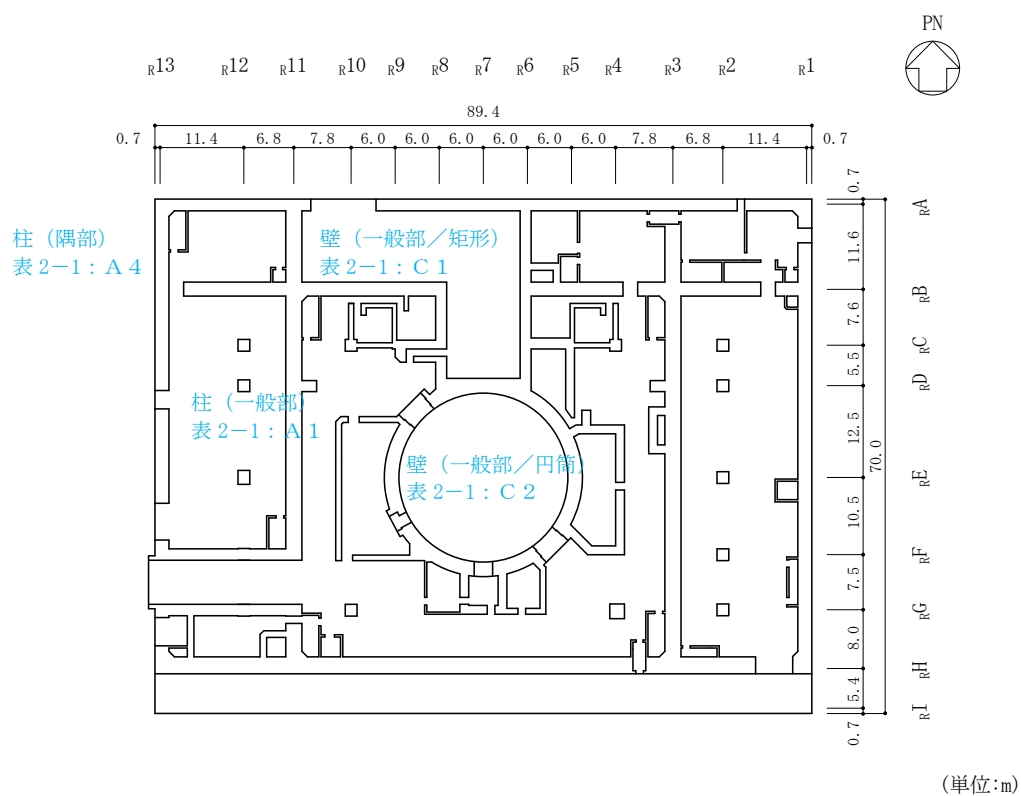 PN
R13 R12 R11 R10 R9 R8 R7 R6 R5 R4 R3 R2 R1
89.4
0.7 11.4 6.8 7.8 6.0 6.0 6.0 6.0 6.0 6.0 7.8 6.8 11.4 0.7
0.7
RA
11.6
RB
7.6
RC
5.5
RD
12.5
70.0
RE
10.5
RF
7.5
RG
8.0
RH
5.4
RI
0.7
柱（隅部）
表2−1：A4
壁（一般部／矩形）
表2−1：C1
柱（一般部）
表2−1：A1
壁（一般部／円筒）
表2−1：C2
(単位:m)